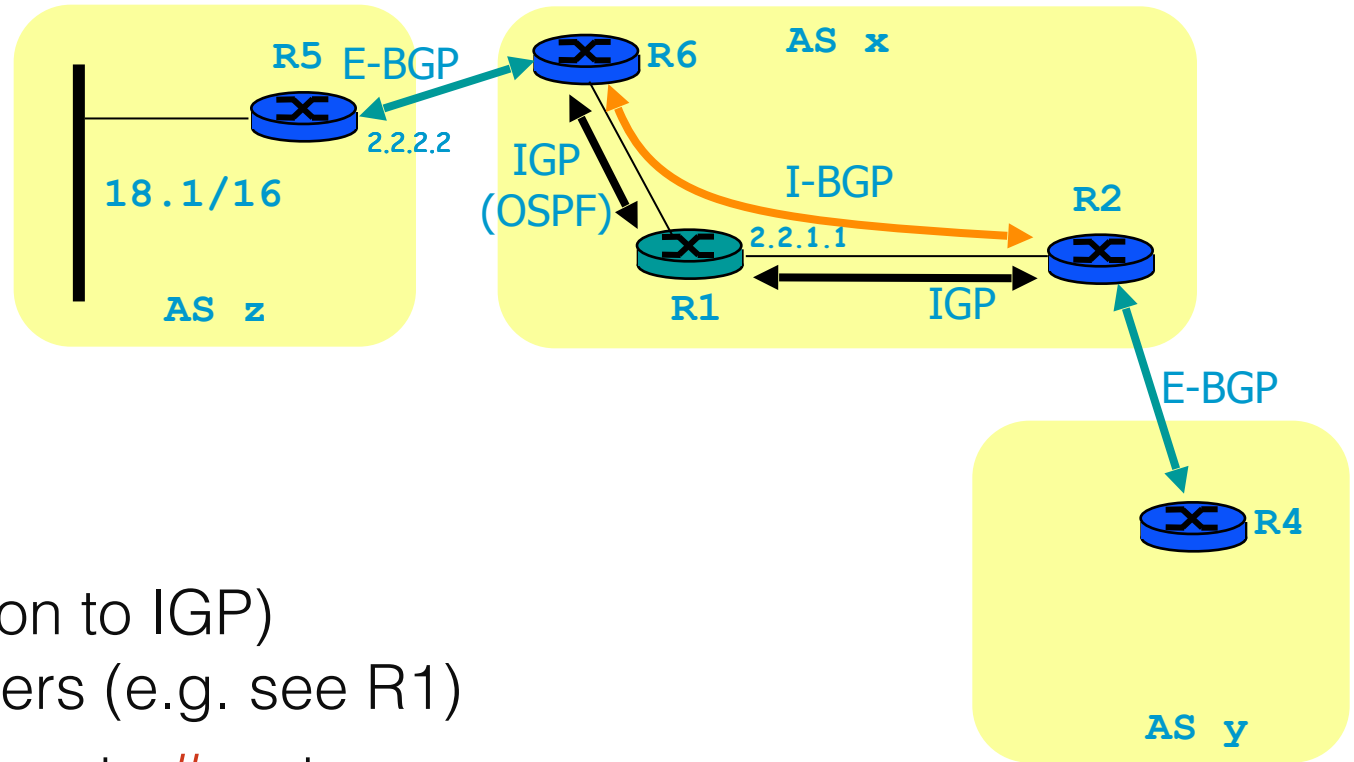 AS x
R5
E-BGP
R6
2.2.2.2
IGP
(OSPF)
18.1/16
I-BGP
R2
2.2.1.1
AS z
R1
IGP
E-BGP
R4
on to IGP)
ers (e.g. see R1)
AS y